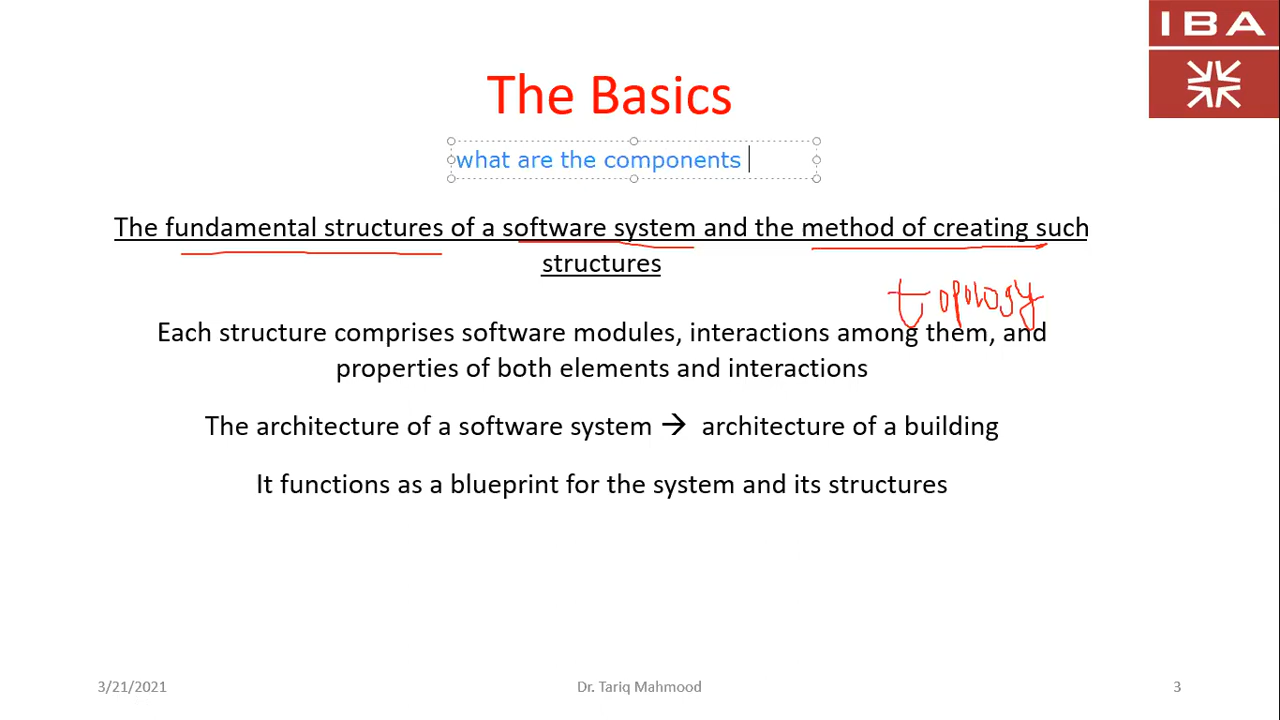 IBA
The Basics
what are the components
The fundamental structures of a software system and the method of creating such
structures
topology
Each structure comprises software modules, interactions among them, and
properties of both elements and interactions
The architecture of a software system → architecture of a building
It functions as a blueprint for the system and its structures
3/21/2021
Dr. Tariq Mahmood
3